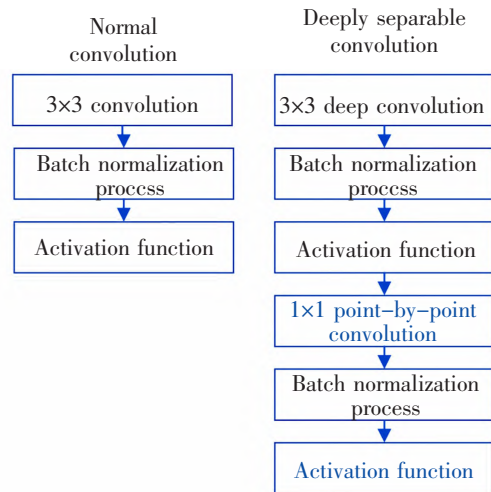 Normal
convolution
3×3 convolution
Batch normalization
proccss
Activation function
Deeply separable
convolution
3×3 deep convolution
Batch normalization
proccss
Activation function
1×1 point-by-point
convolution
Batch normalization
process
Activation function